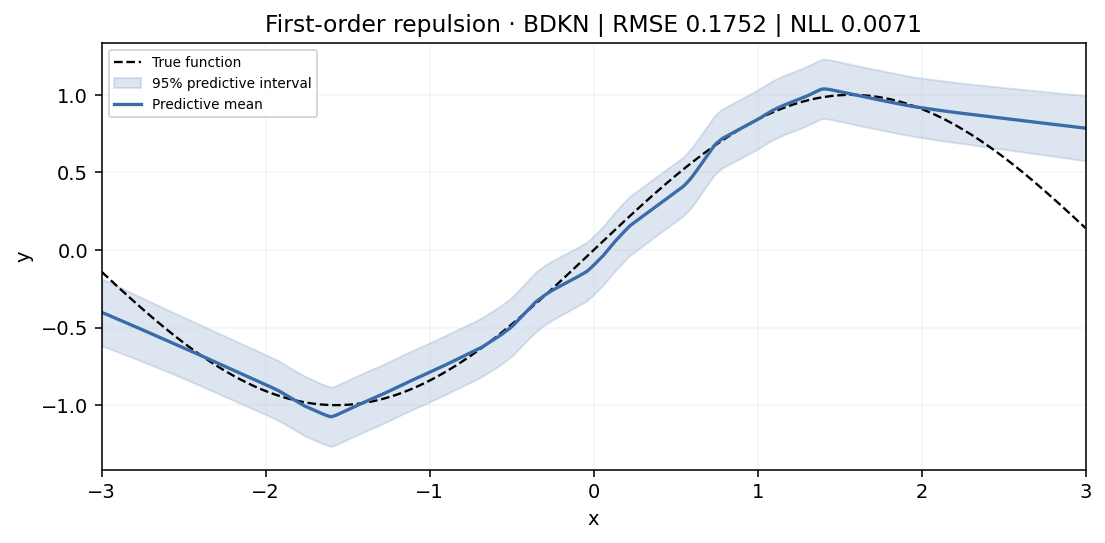 First-order repulsion · BDKN | RMSE 0.1752 | NLL 0.0071
True function
95% predictive interval
Predictive mean
y
1.0
0.5
0.0
−0.5
−1.0
−3 −2 −1 0 1 2 3
x